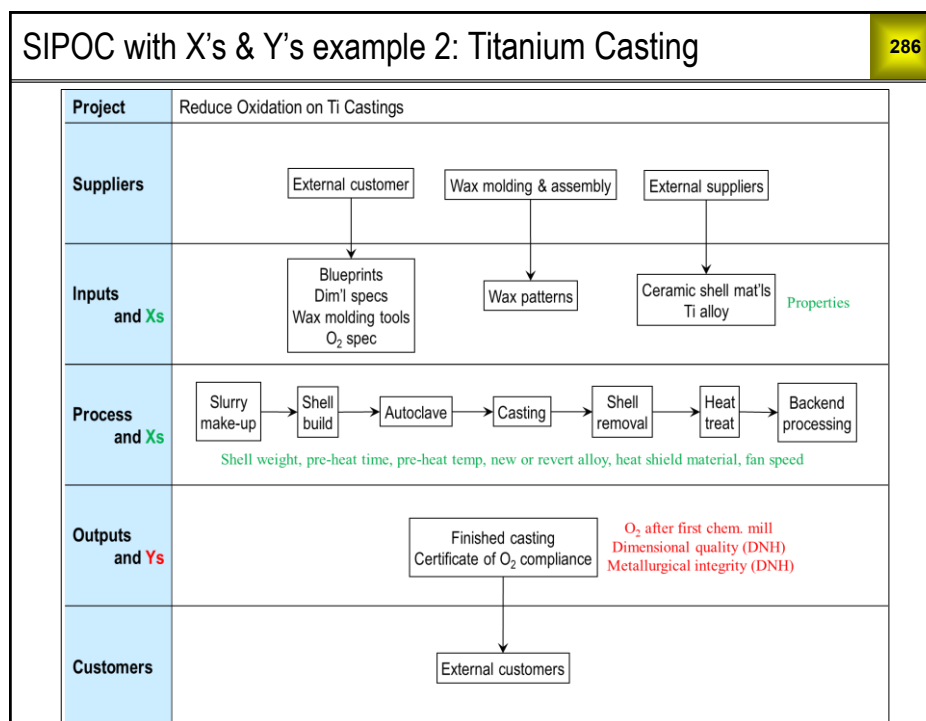 SIPOC with X's & Y's example 2: Titanium Casting
286
Project
Reduce Oxidation on Ti Castings
Suppliers
External customer
Wax molding & assembly
External suppliers
Inputs
and Xs
Blueprints
Dim'l specs
Wax molding tools
O₂ spec
Wax patterns
Ceramic shell mat'ls
Ti alloy
Properties
Process
and Xs
Slurry
make-up
Shell
build
Autoclave
Casting
Shell
removal
Heat
treat
Backend
processing
Shell weight, pre-heat time, pre-heat temp, new or revert alloy, heat shield material, fan speed
Outputs
and Ys
Finished casting
Certificate of O₂ compliance
O₂ after first chem. mill
Dimensional quality (DNH)
Metallurgical integrity (DNH)
Customers
External customers